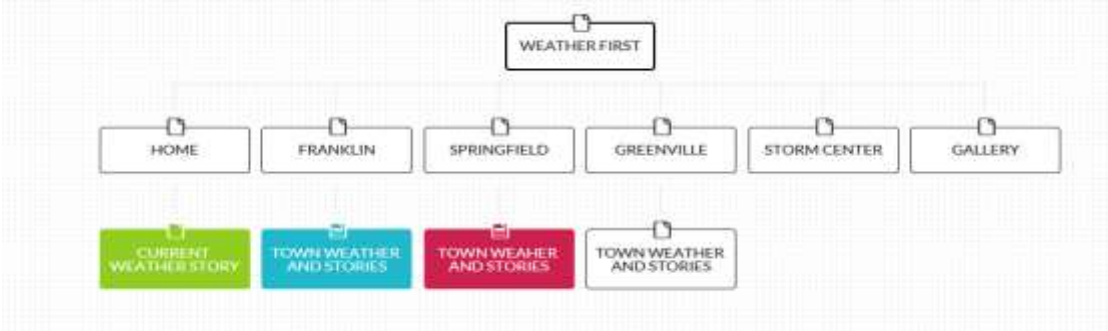 WEATHER FIRST
HOME
FRANKLIN
SPRINGFIELD
GREENVILLE
STORM CENTER
GALLERY
CURRENT
WEATHER STORY
TOWN WEATHER
AND STORIES
TOWN WEAHER
AND STORIES
TOWN WEATHER
AND STORIES